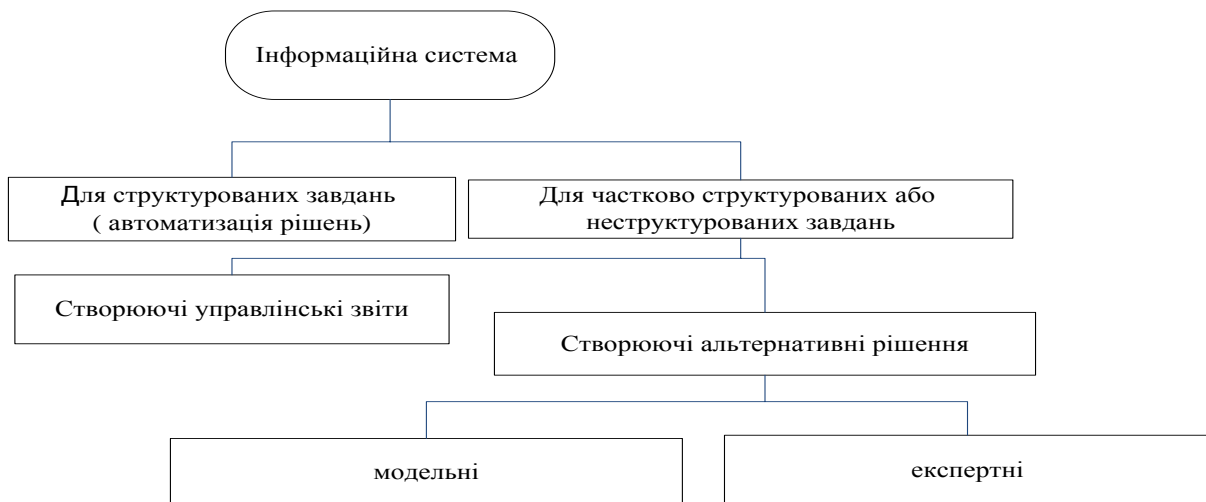 Інформаційна система
Для структурованих завдань
( автоматизація рішень)
Для частково структурованих або
неструктурованих завдань
Створюючі управлінські звіти
Створюючі альтернативні рішення
модельні
експертні